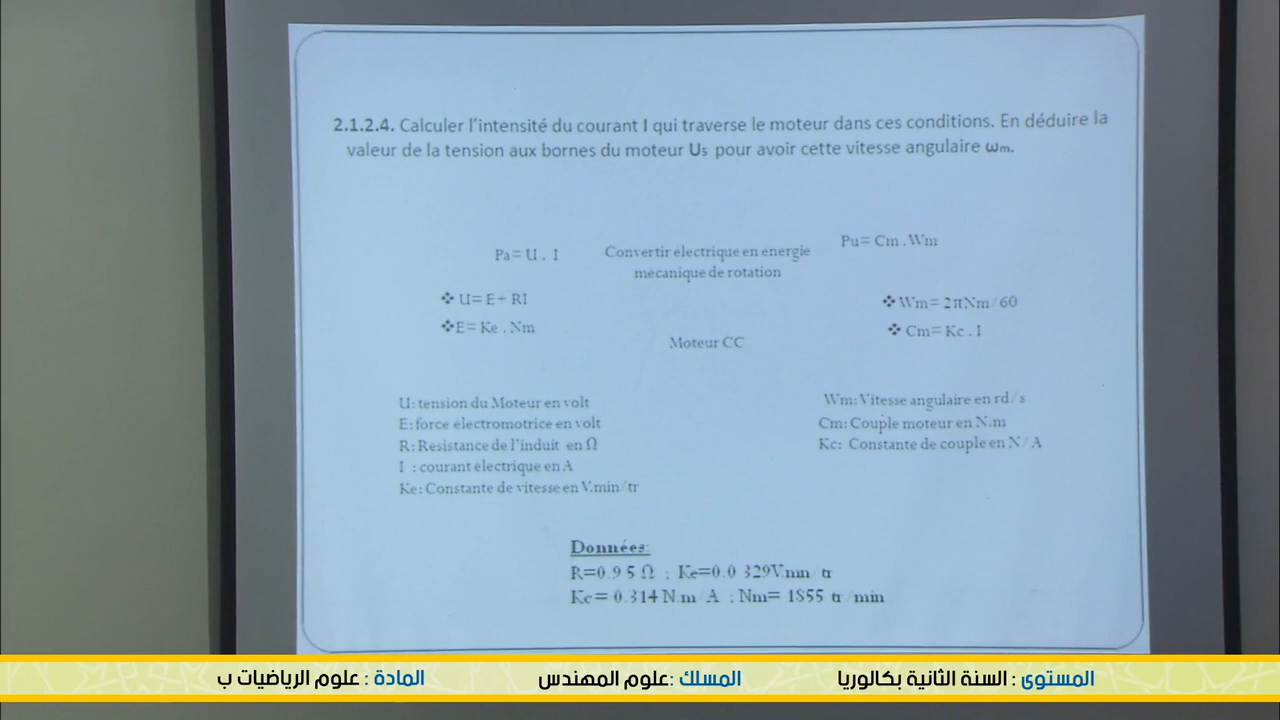 2.1.2.4. Calculer l'intensité du courant I qui traverse le moteur dans ces conditions. En déduire la
valeur de la tension aux bornes du moteur Us pour avoir cette vitesse angulaire ωm.
Pa= U . I
Convertir électrique en energie
mecanique de rotation
Pu= Cm . Wm
❖ U= E+ RI
❖E= Ke . Nm
❖Wm= 2πNm/60
❖ Cm= Kc . I
Moteur CC
U: tension du Moteur en volt
E: force électromotrice en volt
R: Resistance de l'induit en Ω
I : courant électrique en A
Ke: Constante de vitesse en V.min/tr
Wm: Vitesse angulaire en rd/s
Cm: Couple moteur en N.m
Kc: Constante de couple en N/A
Données:
R=0.95 Ω ; Ke=0.0 329V.mn/tr
Kc= 0.314 N.m/A ; Nm= 1855 tr/min
المستوى : السنة الثانية بكالوريا
المسلك :علوم المهندس
المادة : علوم الرياضيات ب